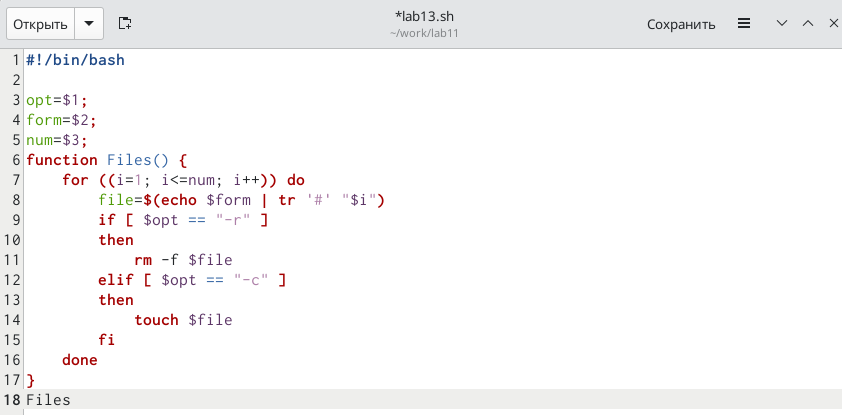 Открыть
*lab13.sh
~/work/lab11
Сохранить
1 #!/bin/bash
2
3 opt=$1;
4 form=$2;
5 num=$3;
6 function Files() {
7     for ((i=1; i<=num; i++)) do
8         file=$(echo $form | tr '#' "$i")
9         if [ $opt == "-r" ]
10         then
11             rm -f $file
12         elif [ $opt == "-c" ]
13         then
14             touch $file
15         fi
16     done
17 }
18 Files